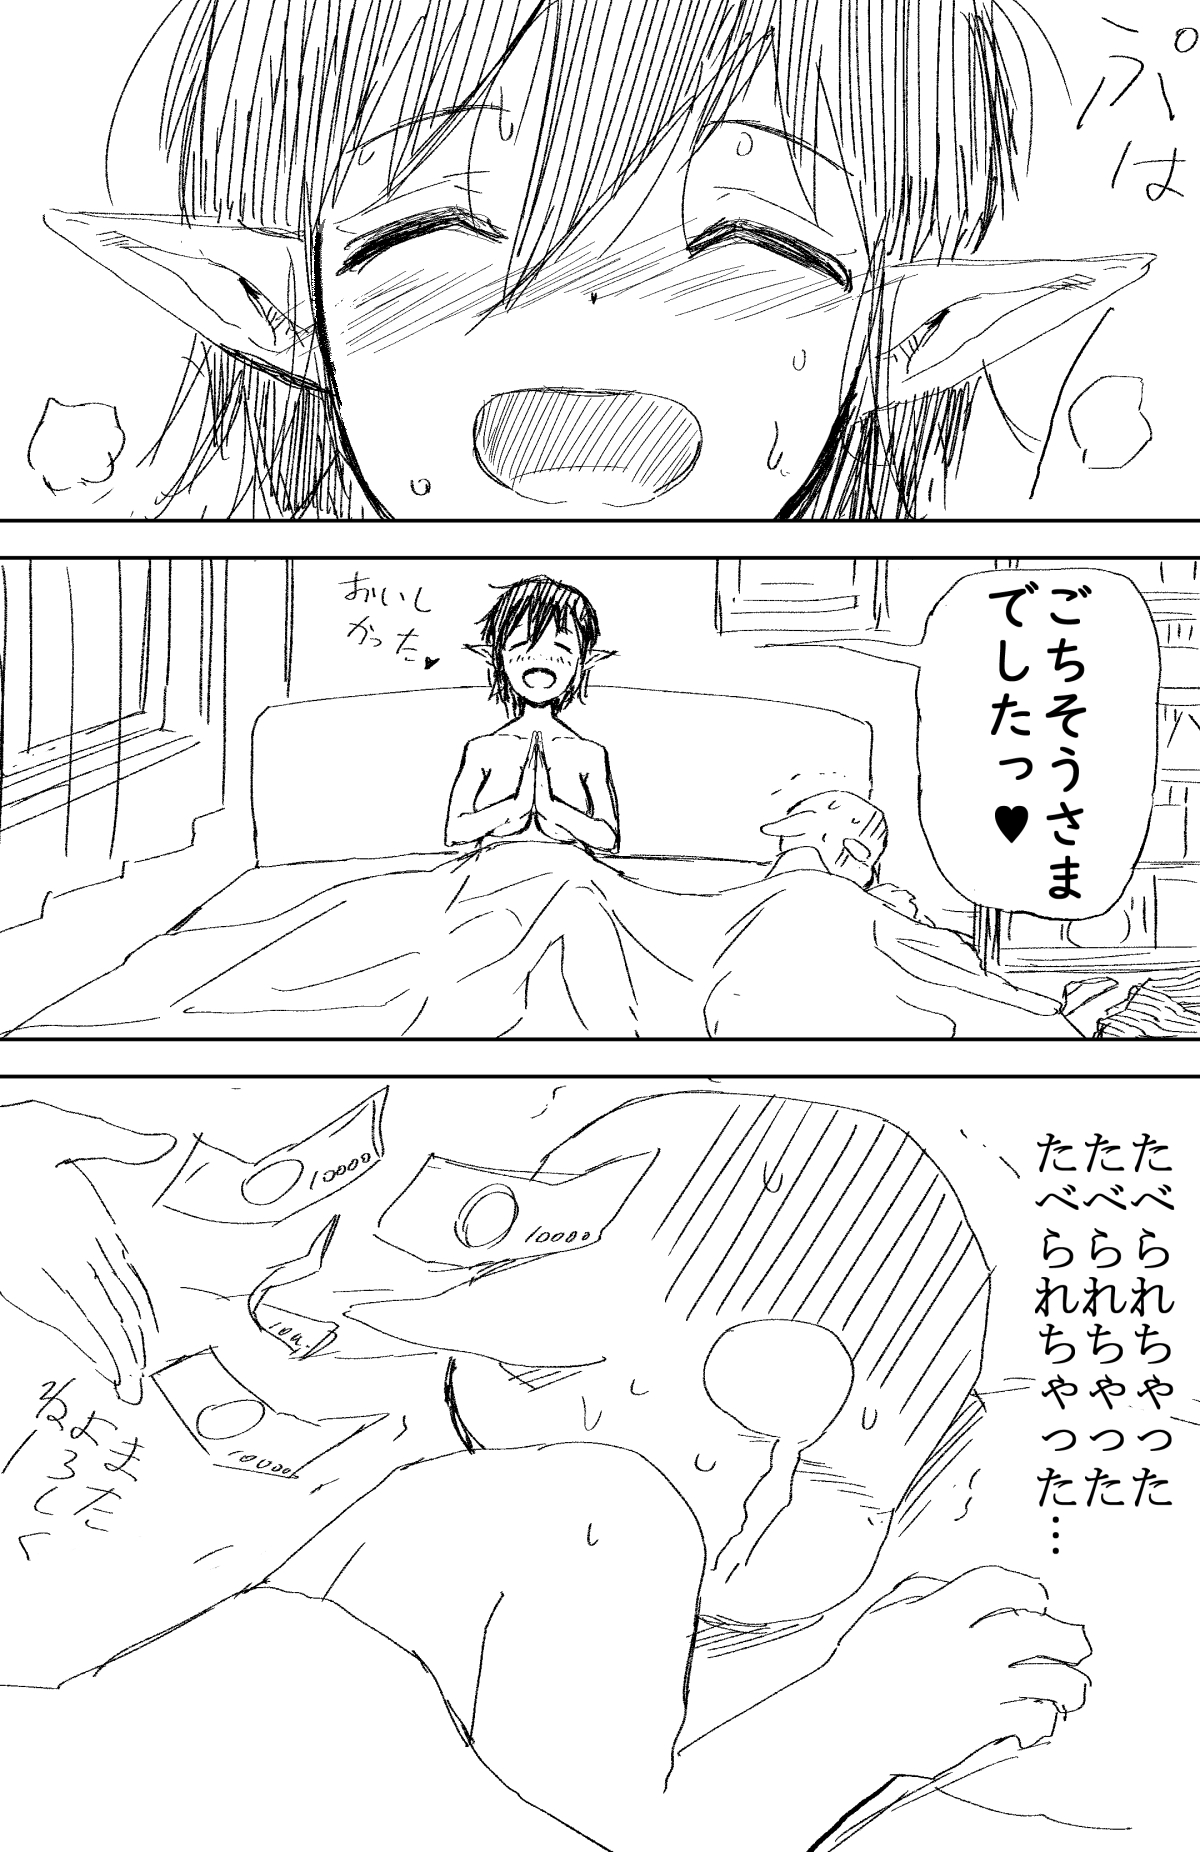 ぷは
ごちそうさま
でしたっ♥
おいし
かった♥
たべられちゃった
たべられちゃった
たべられちゃった…
10000
10000
10000
また
よろしく
ね